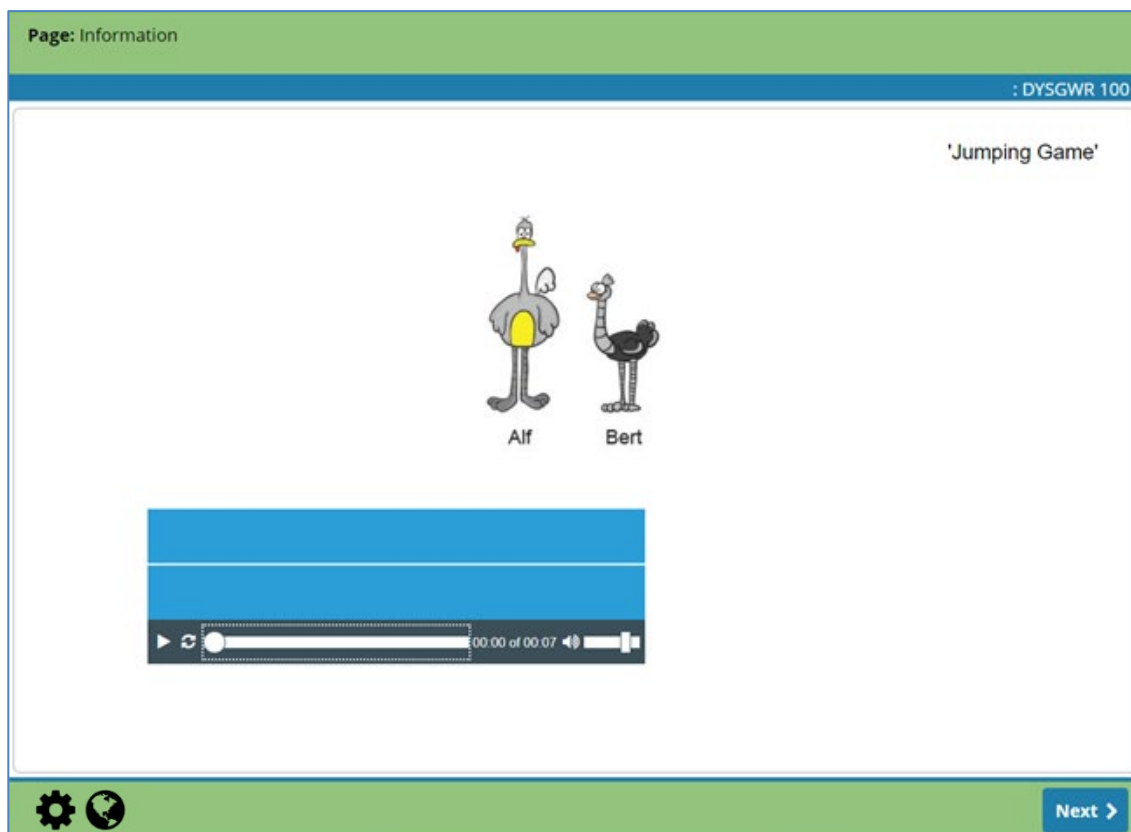 Page: Information
: DYSGWR 100
'Jumping Game'
Alf Bert
00:00 of 00:07
Next